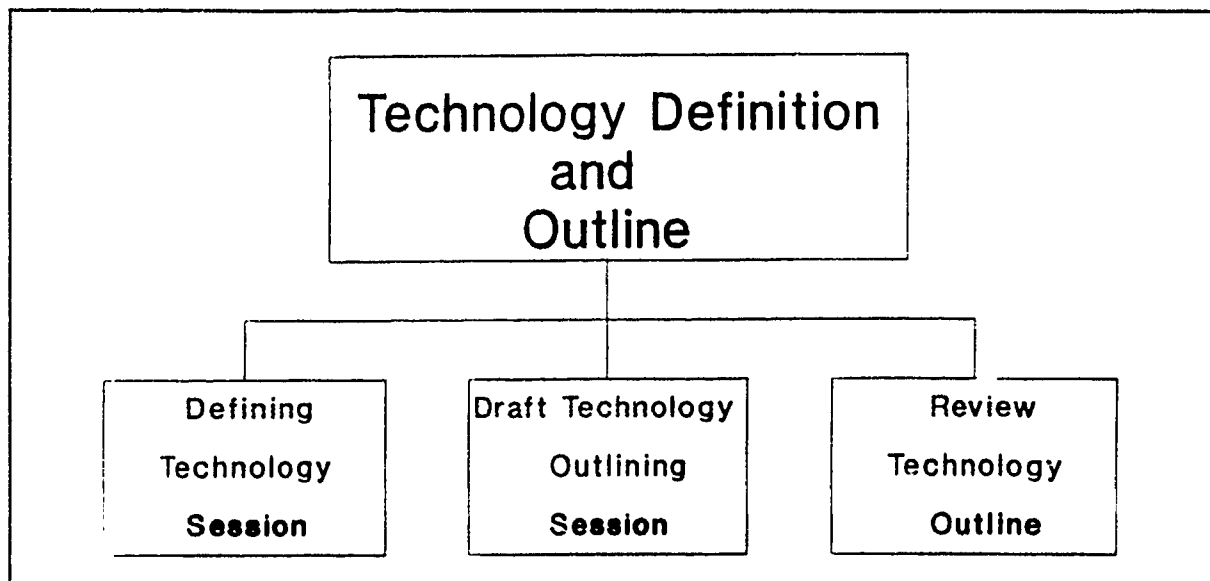 Technology Definition
and
Outline
Defining
Technology
Session
Draft Technology
Outlining
Session
Review
Technology
Outline